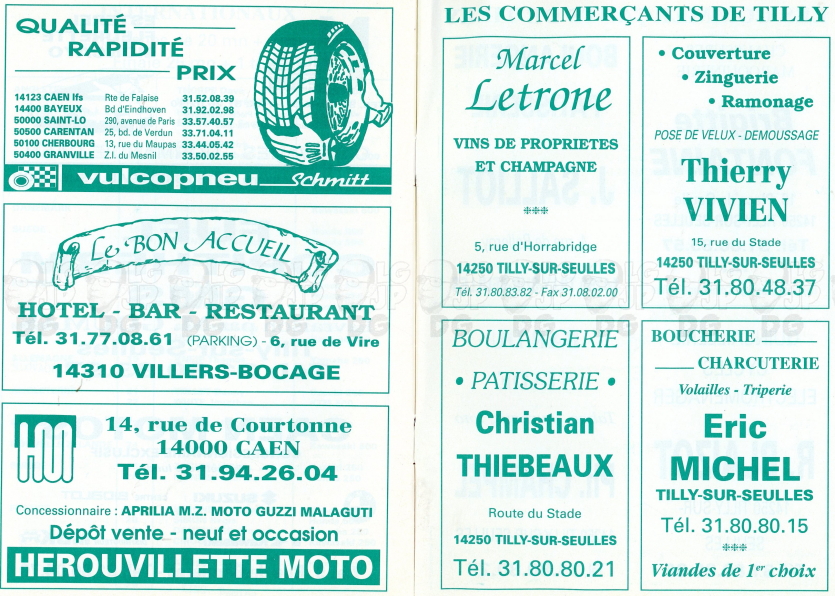 QUALITÉ
RAPIDITÉ
PRIX
14123 CAEN Ifs Rte de Falaise 31.52.08.39
14400 BAYEUX Bd d'Eindhoven 31.92.02.98
50000 SAINT-LO 290, avenue de Paris 33.57.40.57
50500 CARENTAN 25, bd. de Verdun 33.71.04.11
50100 CHERBOURG 13, rue du Maupas 33.44.05.42
50400 GRANVILLE Z.I. du Mesnil 33.50.02.55
vulcopneu Schmitt
Le BON ACCUEIL
HOTEL - BAR - RESTAURANT
Tél. 31.77.08.61 (PARKING) - 6, rue de Vire
14310 VILLERS-BOCAGE
14, rue de Courtonne
14000 CAEN
Tél. 31.94.26.04
Concessionnaire : APRILIA M.Z. MOTO GUZZI MALAGUTI
Dépôt vente - neuf et occasion
HEROUVILLETTE MOTO
LES COMMERÇANTS DE TILLY
Marcel
Letrone
VINS DE PROPRIETES
ET CHAMPAGNE
***
5, rue d'Horrabridge
14250 TILLY-SUR-SEULLES
Tél. 31.80.83.82 - Fax 31.08.02.00
• Couverture
• Zinguerie
• Ramonage
POSE DE VELUX - DEMOUSSAGE
Thierry
VIVIEN
15, rue du Stade
14250 TILLY-SUR-SEULLES
Tél. 31.80.48.37
BOULANGERIE
• PATISSERIE •
Christian
THIEBEAUX
Route du Stade
14250 TILLY-SUR-SEULLES
Tél. 31.80.80.21
BOUCHERIE
CHARCUTERIE
Volailles - Triperie
Eric
MICHEL
TILLY-SUR-SEULLES
Tél. 31.80.80.15
***
Viandes de 1er choix